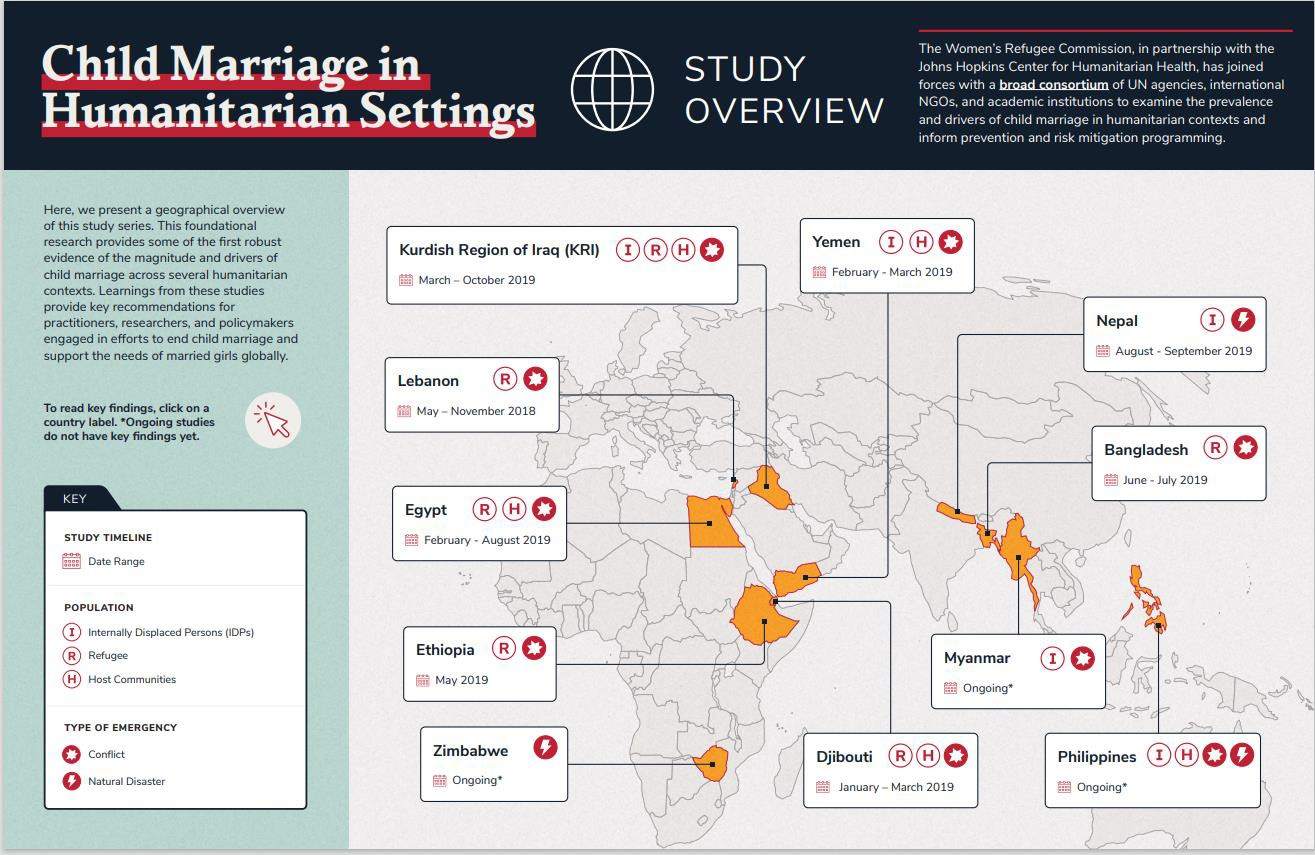 Child Marriage in
Humanitarian Settings
STUDY
OVERVIEW
The Women's Refugee Commission, in partnership with the
Johns Hopkins Center for Humanitarian Health, has joined
forces with a broad consortium of UN agencies, international
NGOs, and academic institutions to examine the prevalence
and drivers of child marriage in humanitarian contexts and
inform prevention and risk mitigation programming.
Here, we present a geographical overview
of this study series. This foundational
research provides some of the first robust
evidence of the magnitude and drivers of
child marriage across several humanitarian
contexts. Learnings from these studies
provide key recommendations for
practitioners, researchers, and policymakers
engaged in efforts to end child marriage and
support the needs of married girls globally.
To read key findings, click on a
country label. *Ongoing studies
do not have key findings yet.
KEY
STUDY TIMELINE
Date Range
POPULATION
I Internally Displaced Persons (IDPs)
R Refugee
H Host Communities
TYPE OF EMERGENCY
Conflict
Natural Disaster
Kurdish Region of Iraq (KRI) I R H
March – October 2019
Yemen I H
February - March 2019
Nepal I
August - September 2019
Lebanon R
May – November 2018
Bangladesh R
June - July 2019
Egypt R H
February - August 2019
Ethiopia R
May 2019
Myanmar I
Ongoing*
Zimbabwe
Ongoing*
Djibouti R H
January – March 2019
Philippines I H
Ongoing*